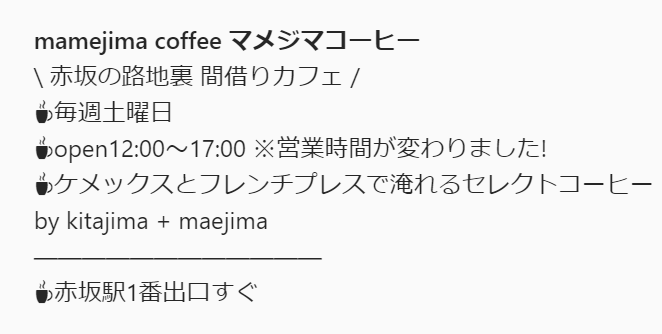 mamejima coffee マメジマコーヒー
\ 赤坂の路地裏 間借りカフェ /
☕毎週土曜日
☕open12:00〜17:00 ※営業時間が変わりました!
☕ケメックスとフレンチプレスで淹れるセレクトコーヒー
by kitajima + maejima
————————————
☕赤坂駅1番出口すぐ